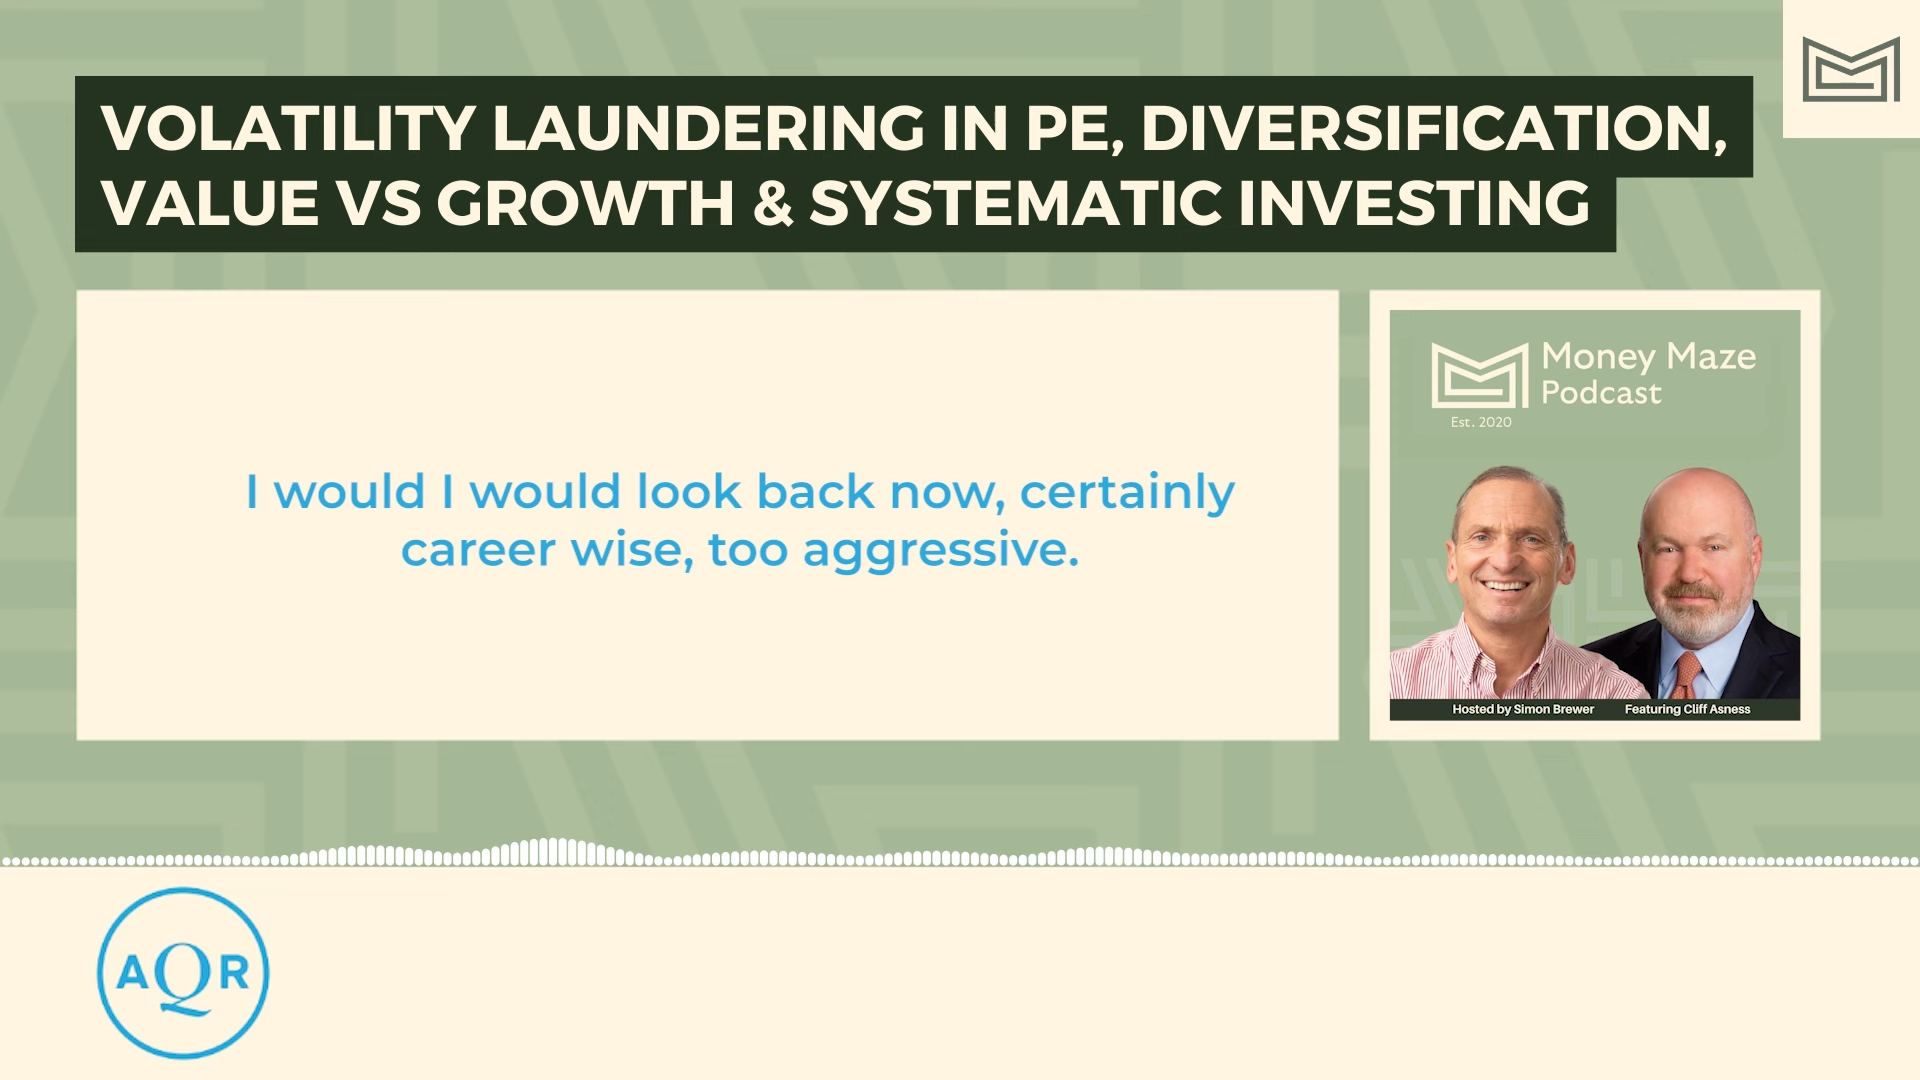 VOLATILITY LAUNDERING IN PE, DIVERSIFICATION,
VALUE VS GROWTH & SYSTEMATIC INVESTING
I would I would look back now, certainly
career wise, too aggressive.
Money Maze
Podcast
Est. 2020
Hosted by Simon Brewer
Featuring Cliff Asness
AQR